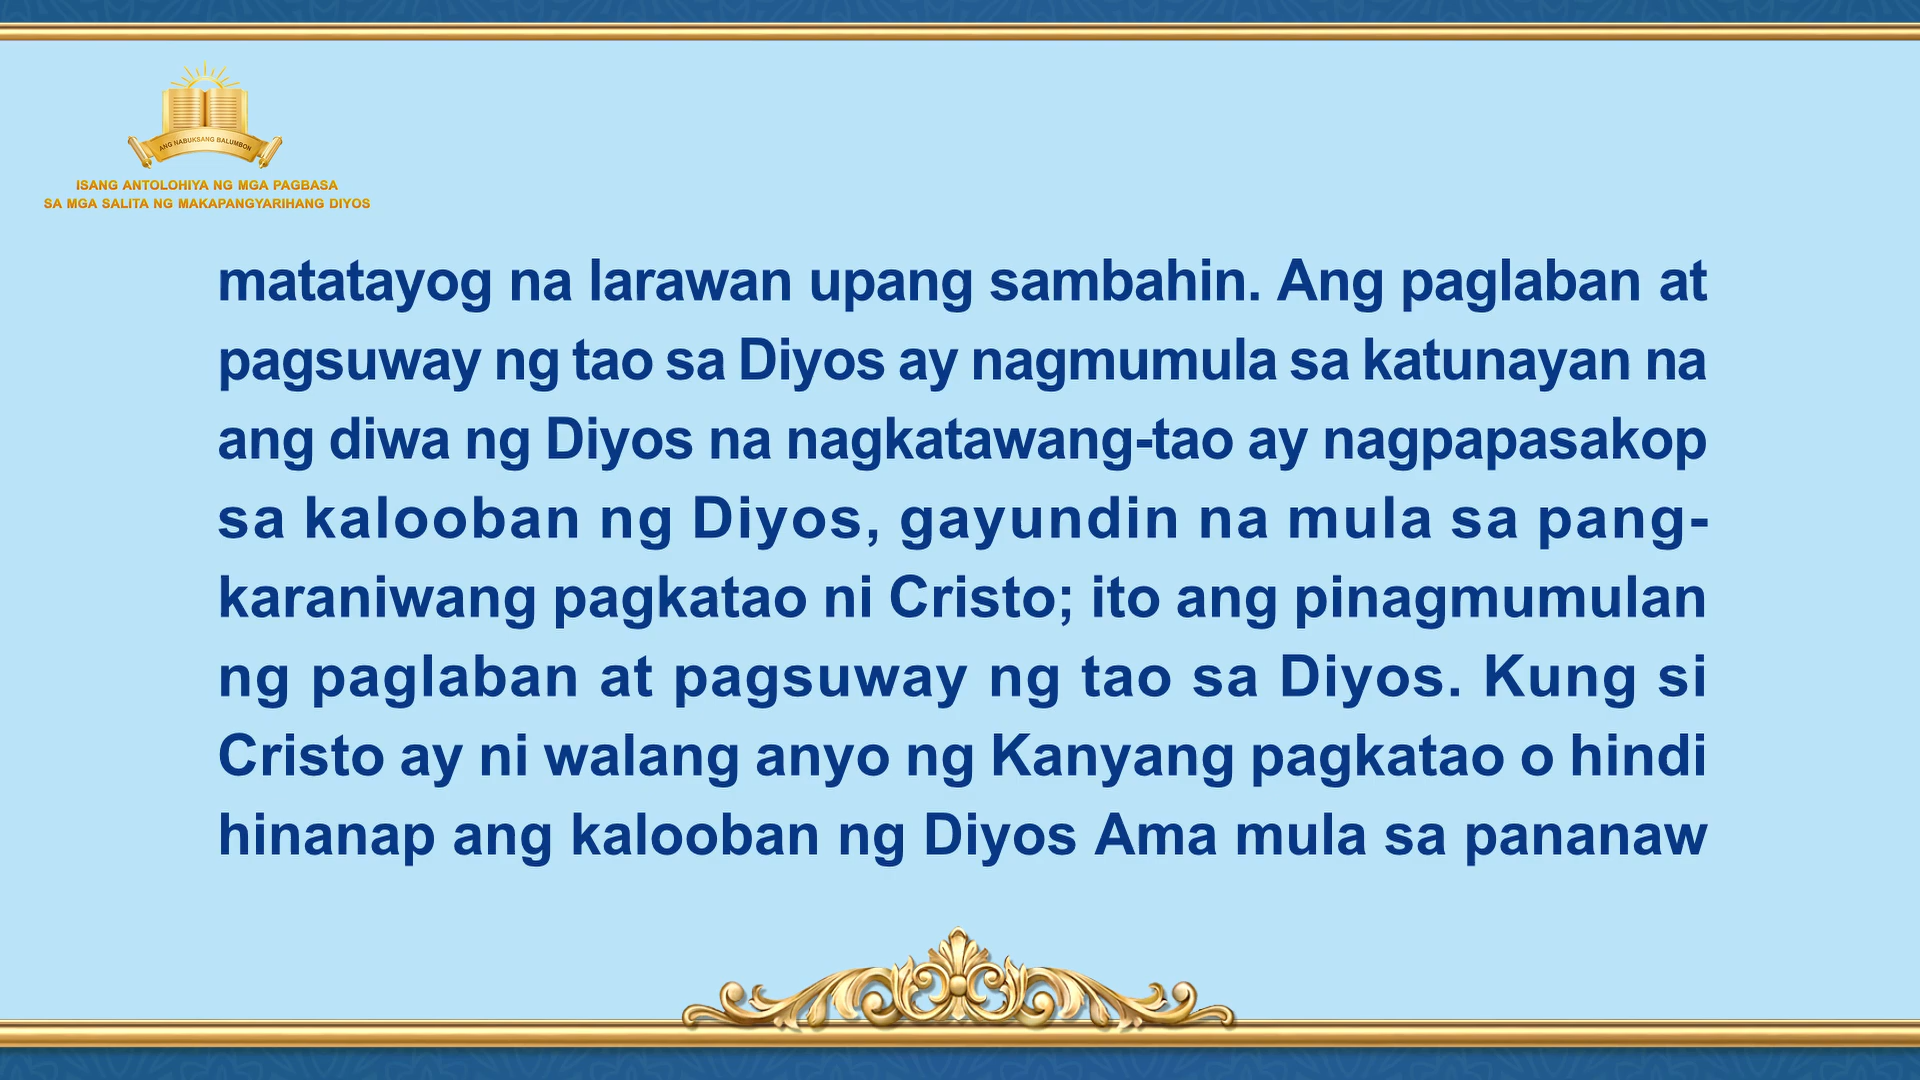 ANG NABUKSANG BALUMBON
ISANG ANTOLOHIYA NG MGA PAGBASA
SA MGA SALITA NG MAKAPANGYARIHANG DIYOS
matatayog na larawan upang sambahin. Ang paglaban at
pagsuway ng tao sa Diyos ay nagmumula sa katunayan na
ang diwa ng Diyos na nagkatawang-tao ay nagpapasakop
sa kalooban ng Diyos, gayundin na mula sa pang-
karaniwang pagkatao ni Cristo; ito ang pinagmumulan
ng paglaban at pagsuway ng tao sa Diyos. Kung si
Cristo ay ni walang anyo ng Kanyang pagkatao o hindi
hinanap ang kalooban ng Diyos Ama mula sa pananaw